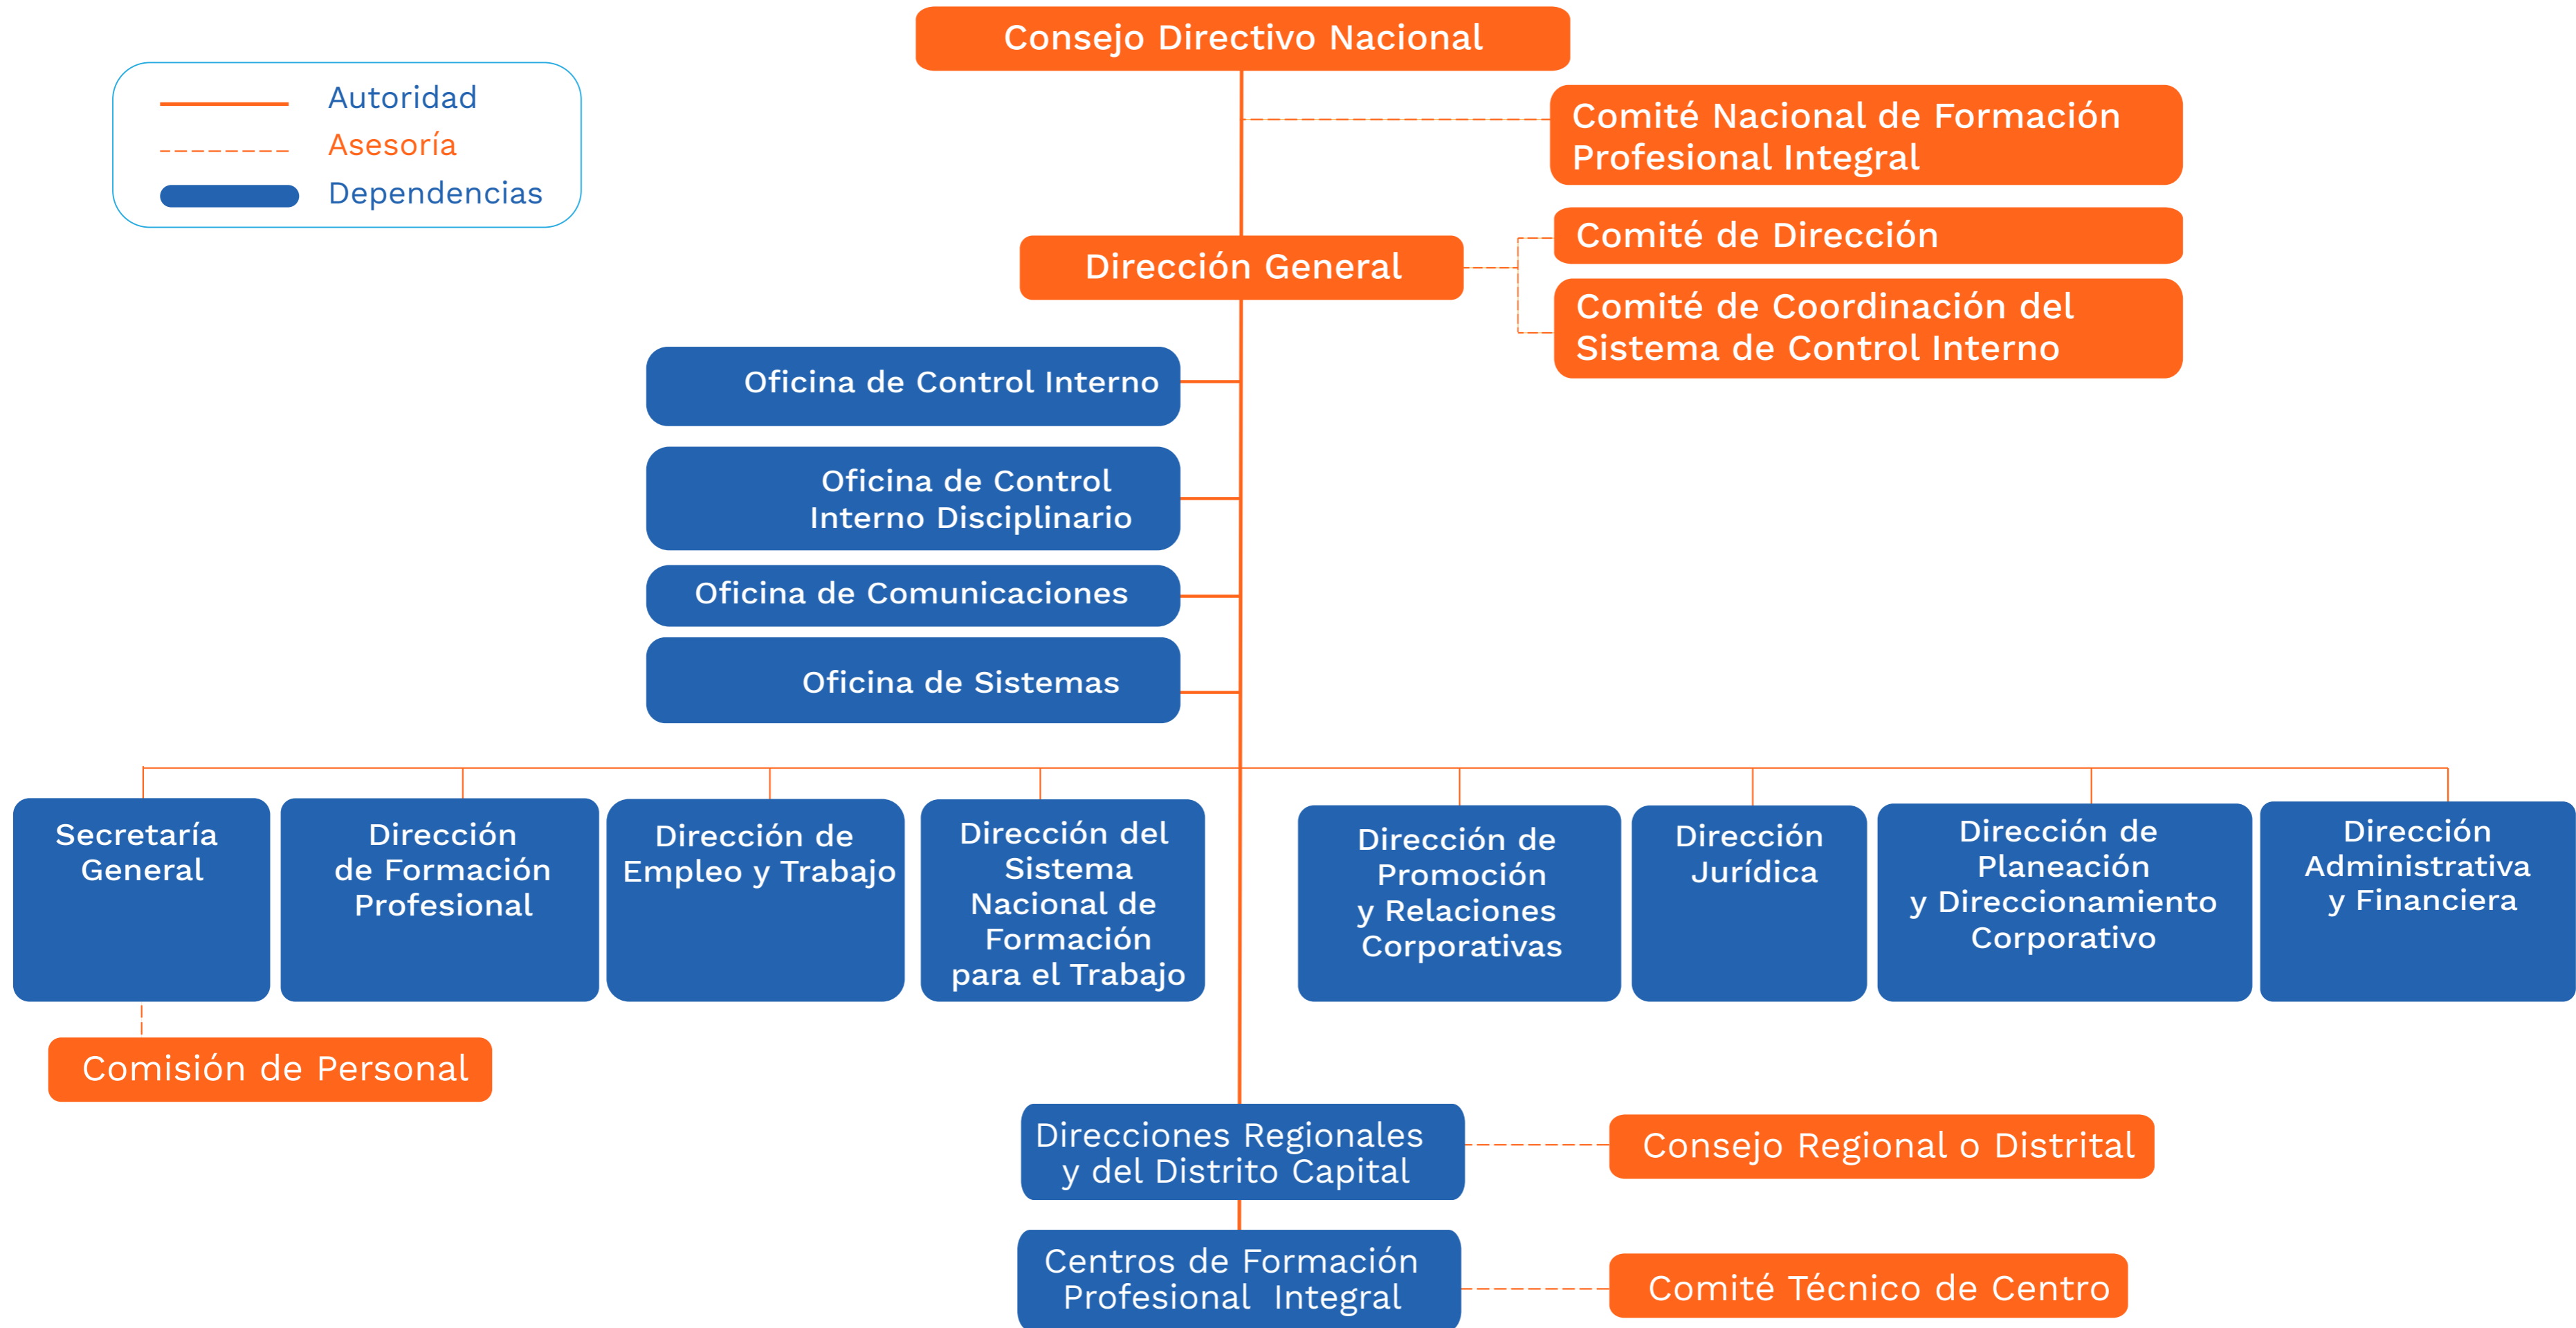 Consejo Directivo Nacional
Autoridad
Asesoría
Dependencias
Comité Nacional de Formación
Profesional Integral
Dirección General
Comité de Dirección
Comité de Coordinación del
Sistema de Control Interno
Oficina de Control Interno
Oficina de Control
Interno Disciplinario
Oficina de Comunicaciones
Oficina de Sistemas
Secretaría
General
Dirección
de Formación
Profesional
Dirección de
Empleo y Trabajo
Dirección del
Sistema
Nacional de
Formación
para el Trabajo
Dirección de
Promoción
y Relaciones
Corporativas
Dirección
Jurídica
Dirección de
Planeación
y Direccionamiento
Corporativo
Dirección
Administrativa
y Financiera
Comisión de Personal
Direcciones Regionales
y del Distrito Capital
Consejo Regional o Distrital
Centros de Formación
Profesional Integral
Comité Técnico de Centro